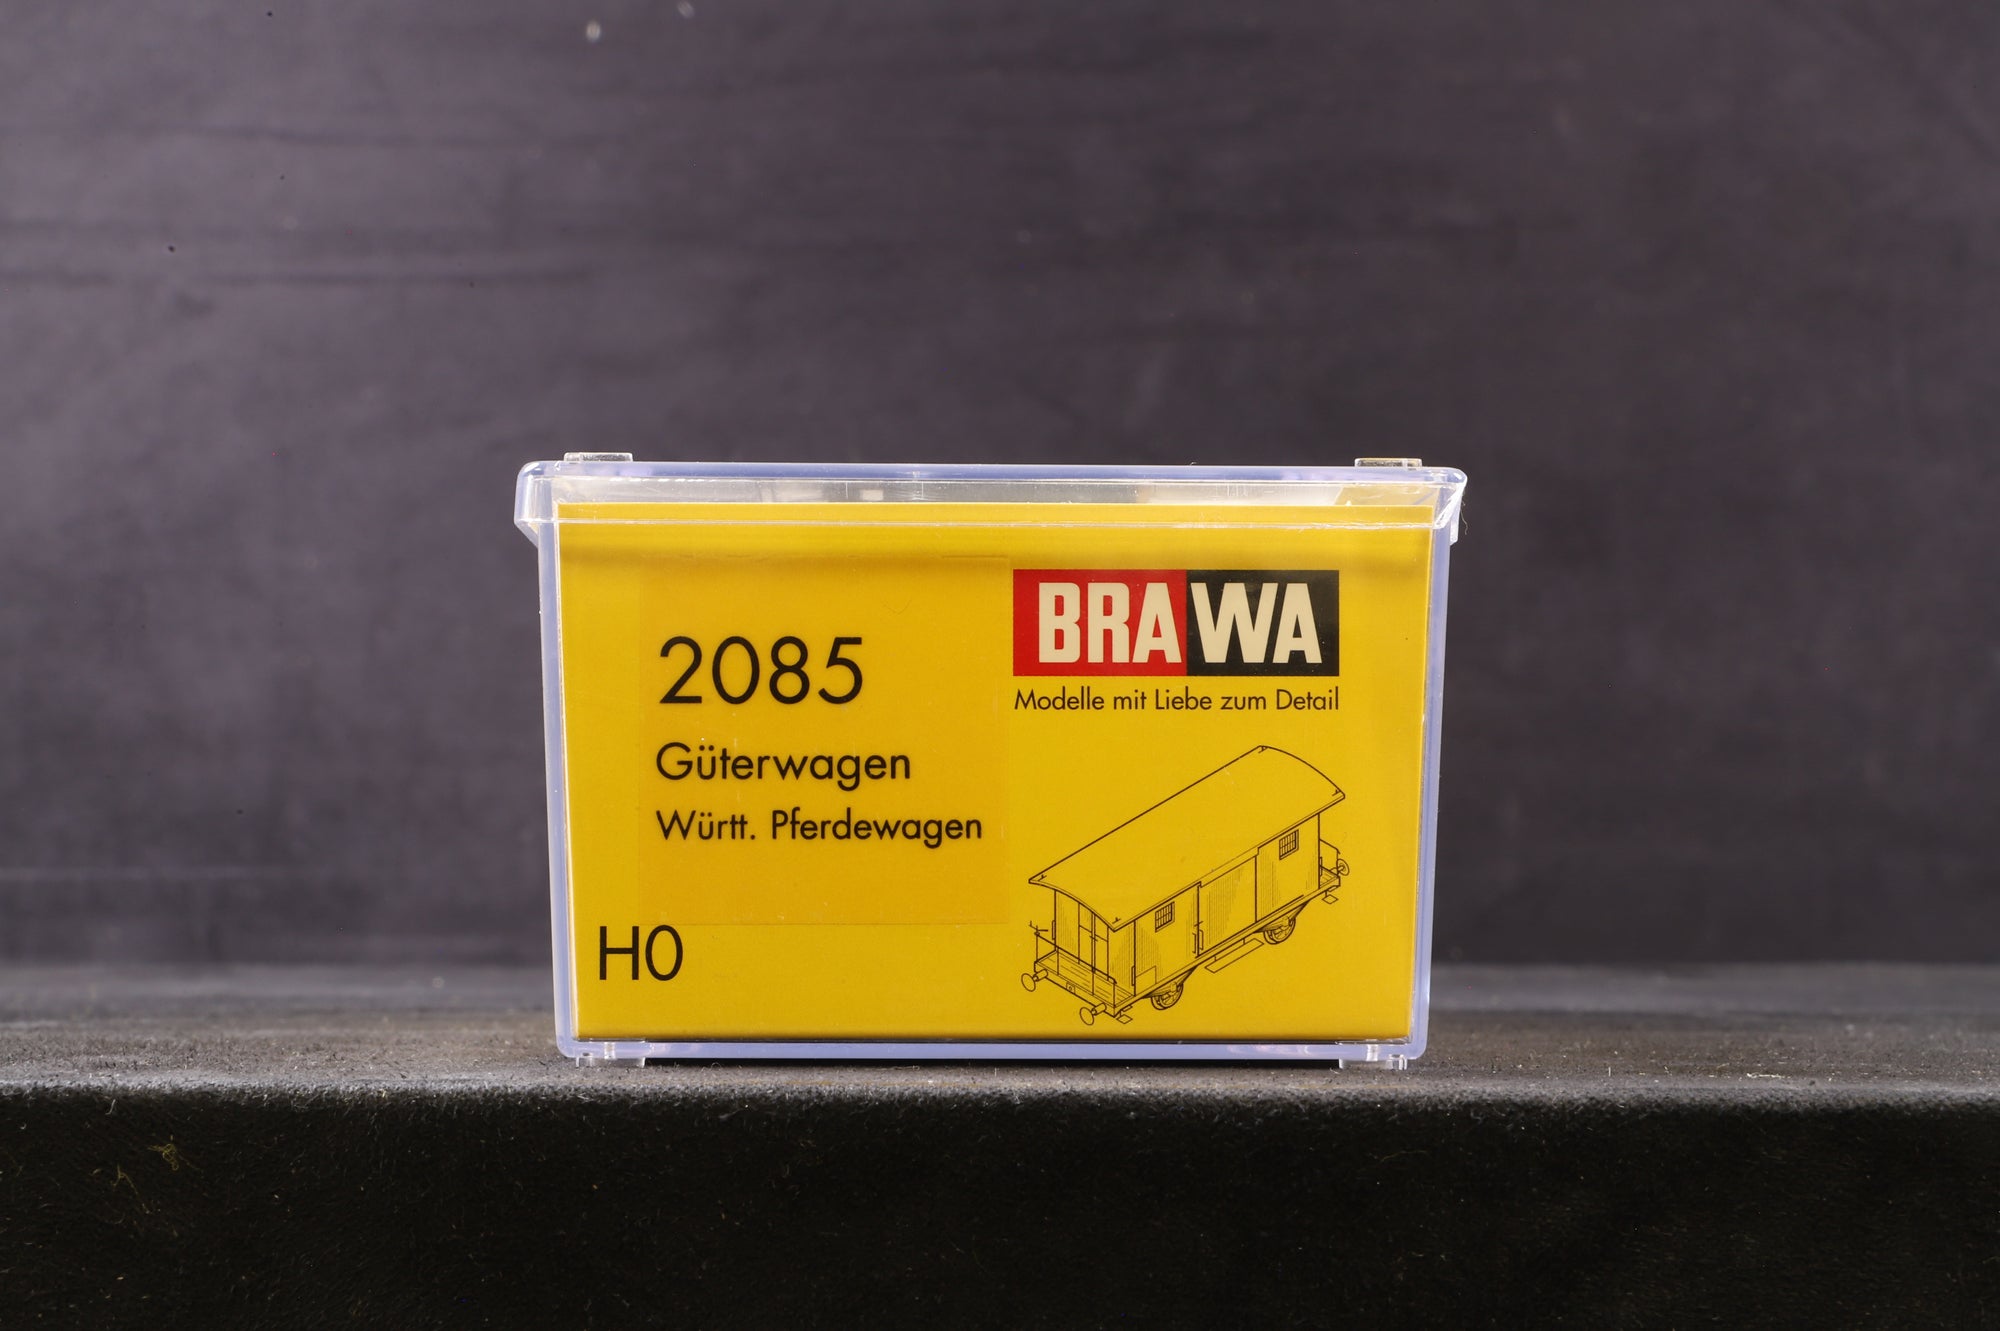 BRAWA
Modelle mit Liebe zum Detail
2085
Güterwagen
Württ. Pferdewagen
H0